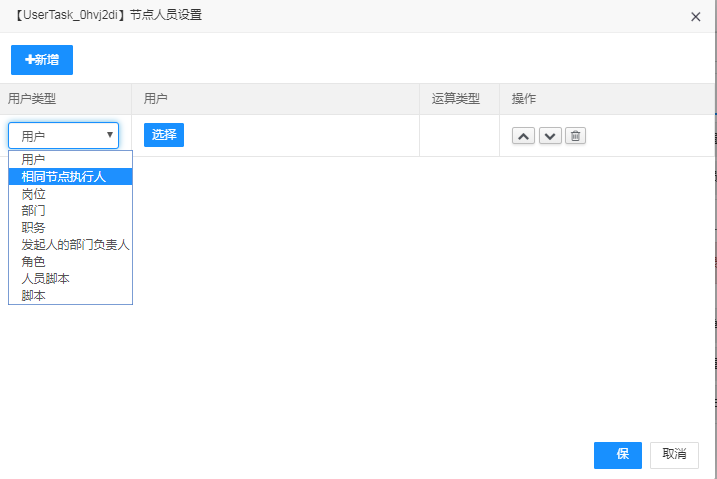 【UserTask_0hvj2di】节点人员设置
新增
用户类型 用户 运算类型 操作
用户 选择
用户
相同节点执行人
岗位
部门
职务
发起人的部门负责人
角色
人员脚本
脚本
保 取消